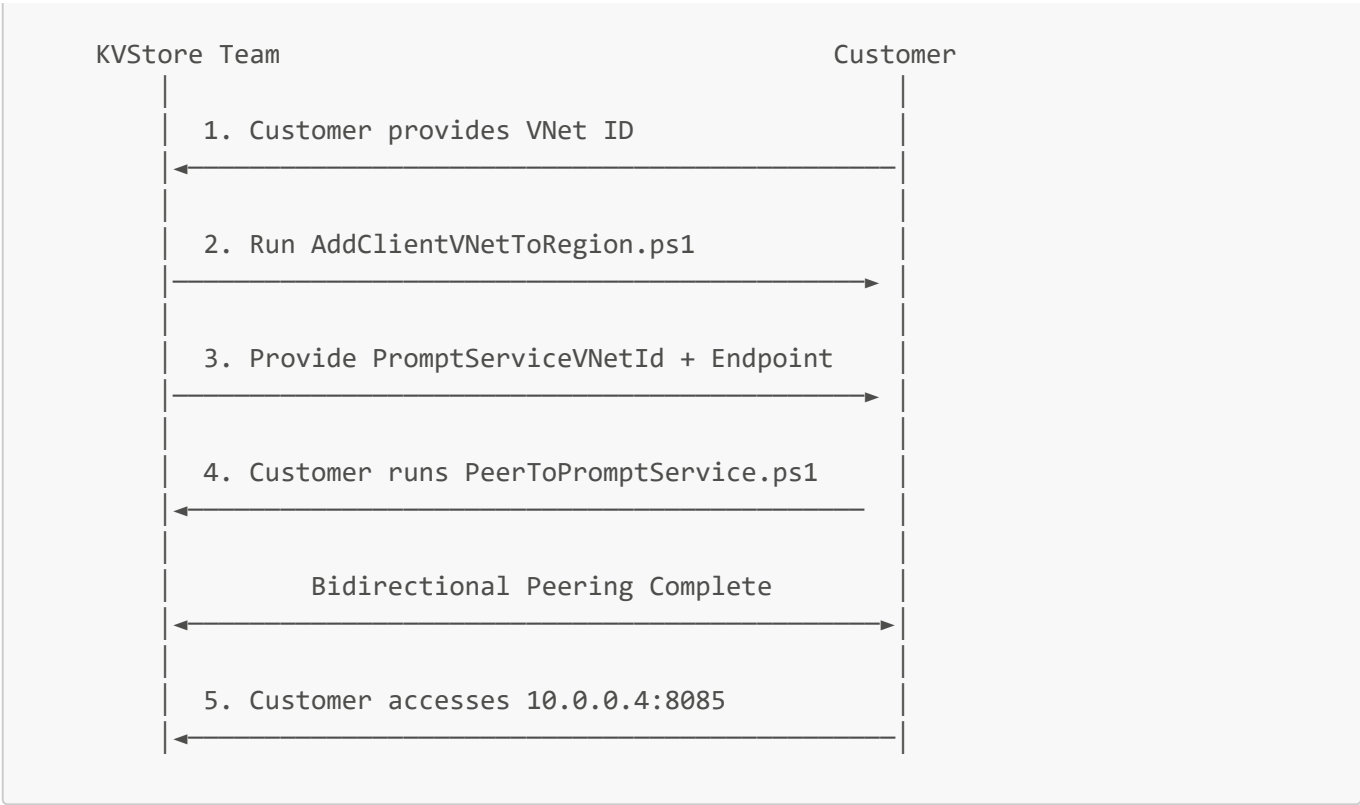 KVStore Team Customer
1. Customer provides VNet ID
2. Run AddClientVNetToRegion.ps1
3. Provide PromptServiceVNetId + Endpoint
4. Customer runs PeerToPromptService.ps1
Bidirectional Peering Complete
5. Customer accesses 10.0.0.4:8085